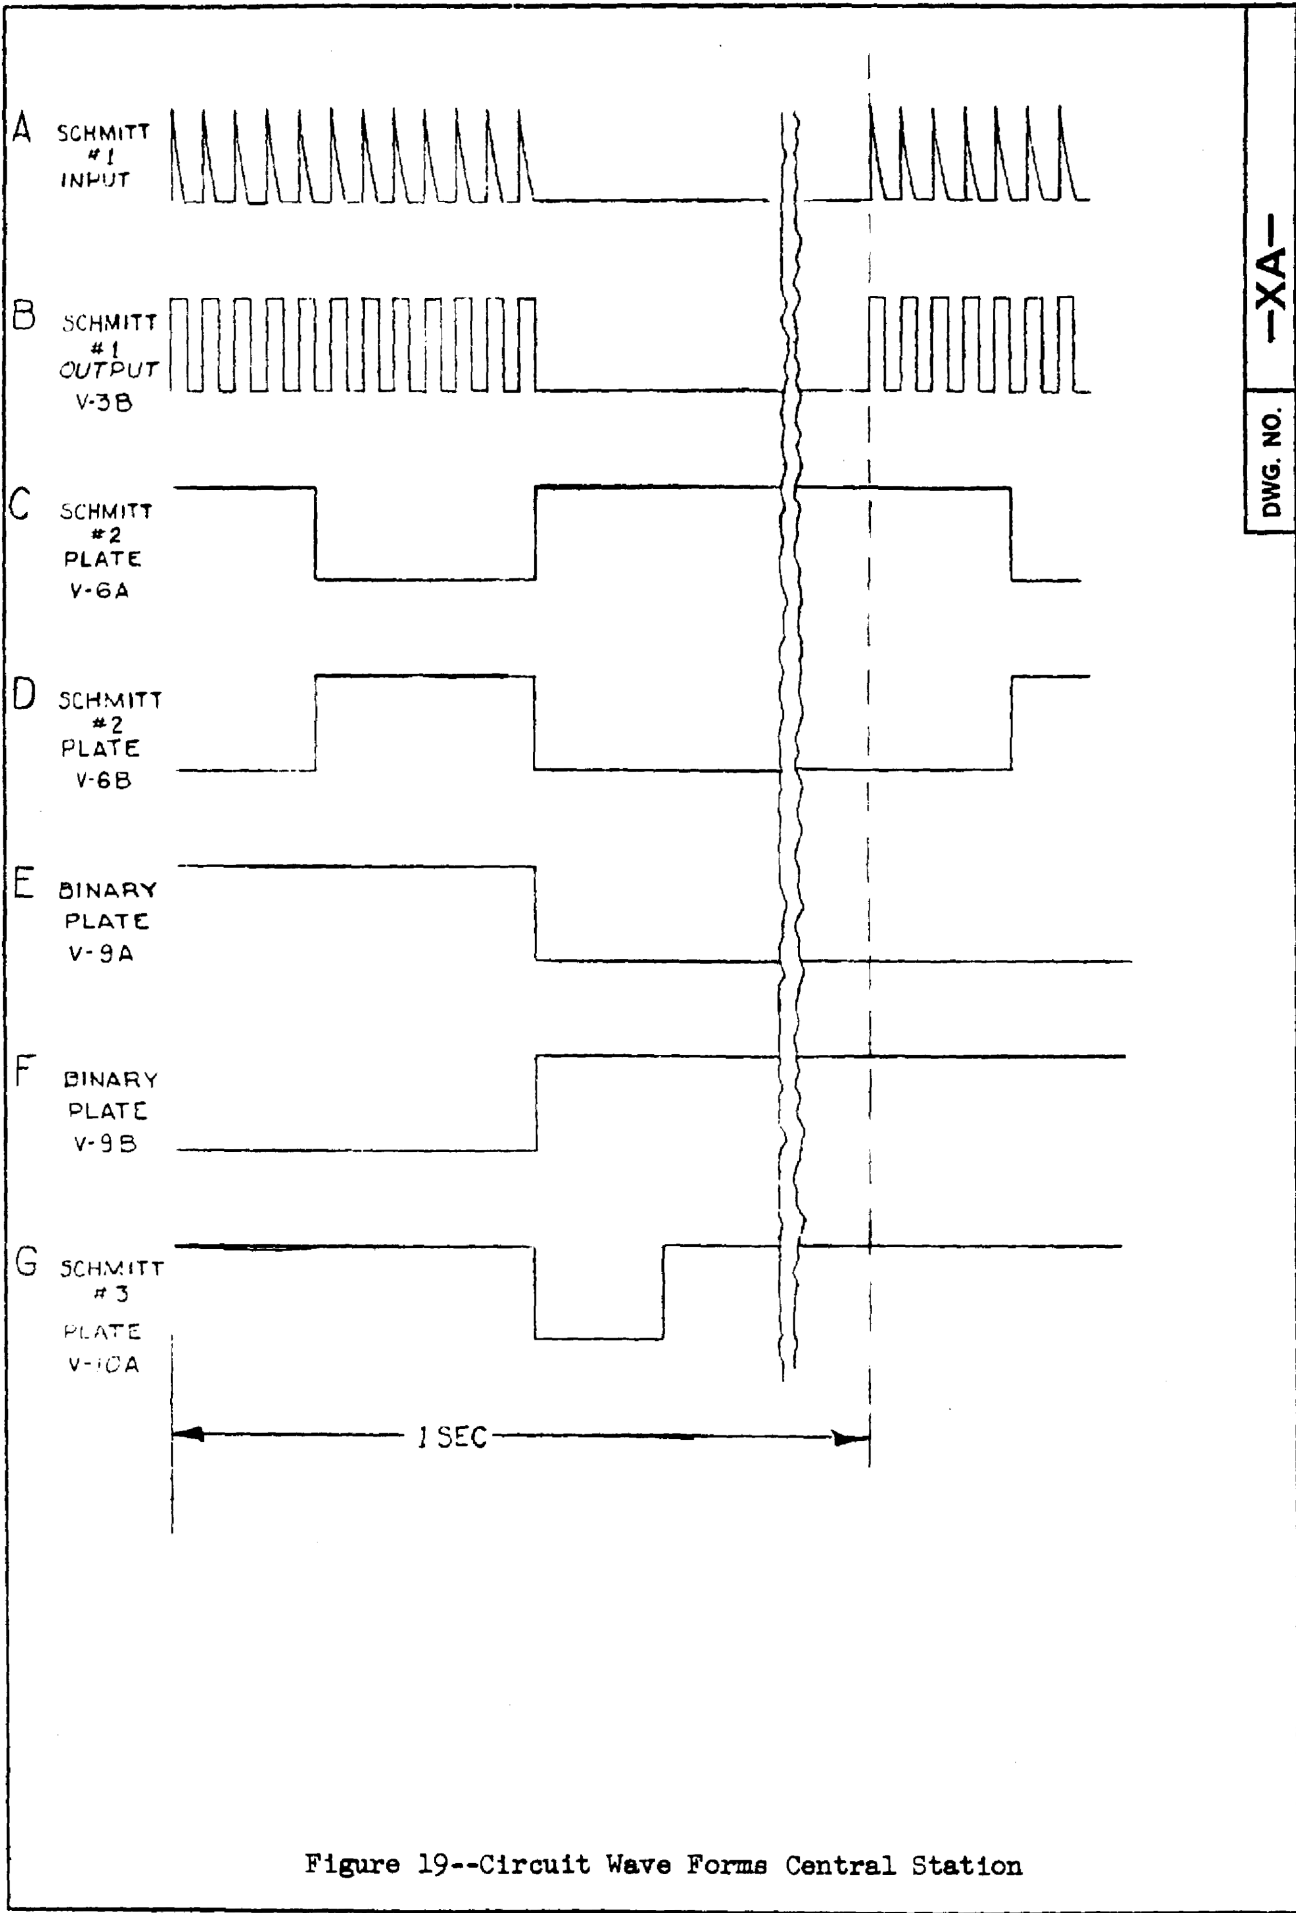 A SCHMITT
#1
INPUT
B SCHMITT
#1
OUTPUT
V-3B
C SCHMITT
#2
PLATE
V-6A
D SCHMITT
#2
PLATE
V-6B
E BINARY
PLATE
V-9A
F BINARY
PLATE
V-9B
G SCHMITT
#3
PLATE
V-10A
1 SEC
-XA-
DWG. NO.
Figure 19--Circuit Wave Forms Central Station